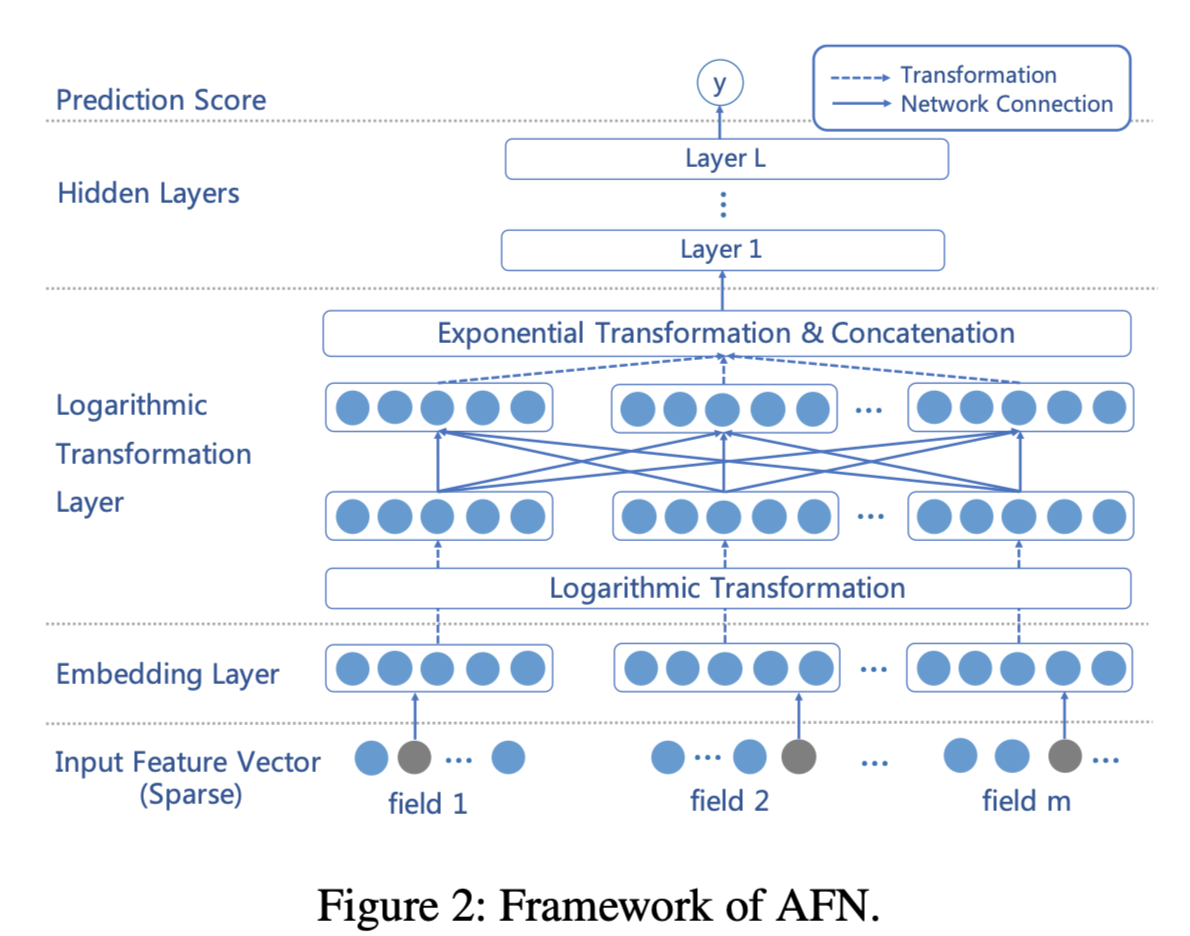 y
Transformation
Network Connection
Prediction Score
Layer L
Hidden Layers
⋮
Layer 1
Exponential Transformation & Concatenation
Logarithmic
Transformation
Layer
...
...
Logarithmic Transformation
Embedding Layer
...
Input Feature Vector
(Sparse)
... ... ... ...
field 1
field 2
field m
Figure 2: Framework of AFN.